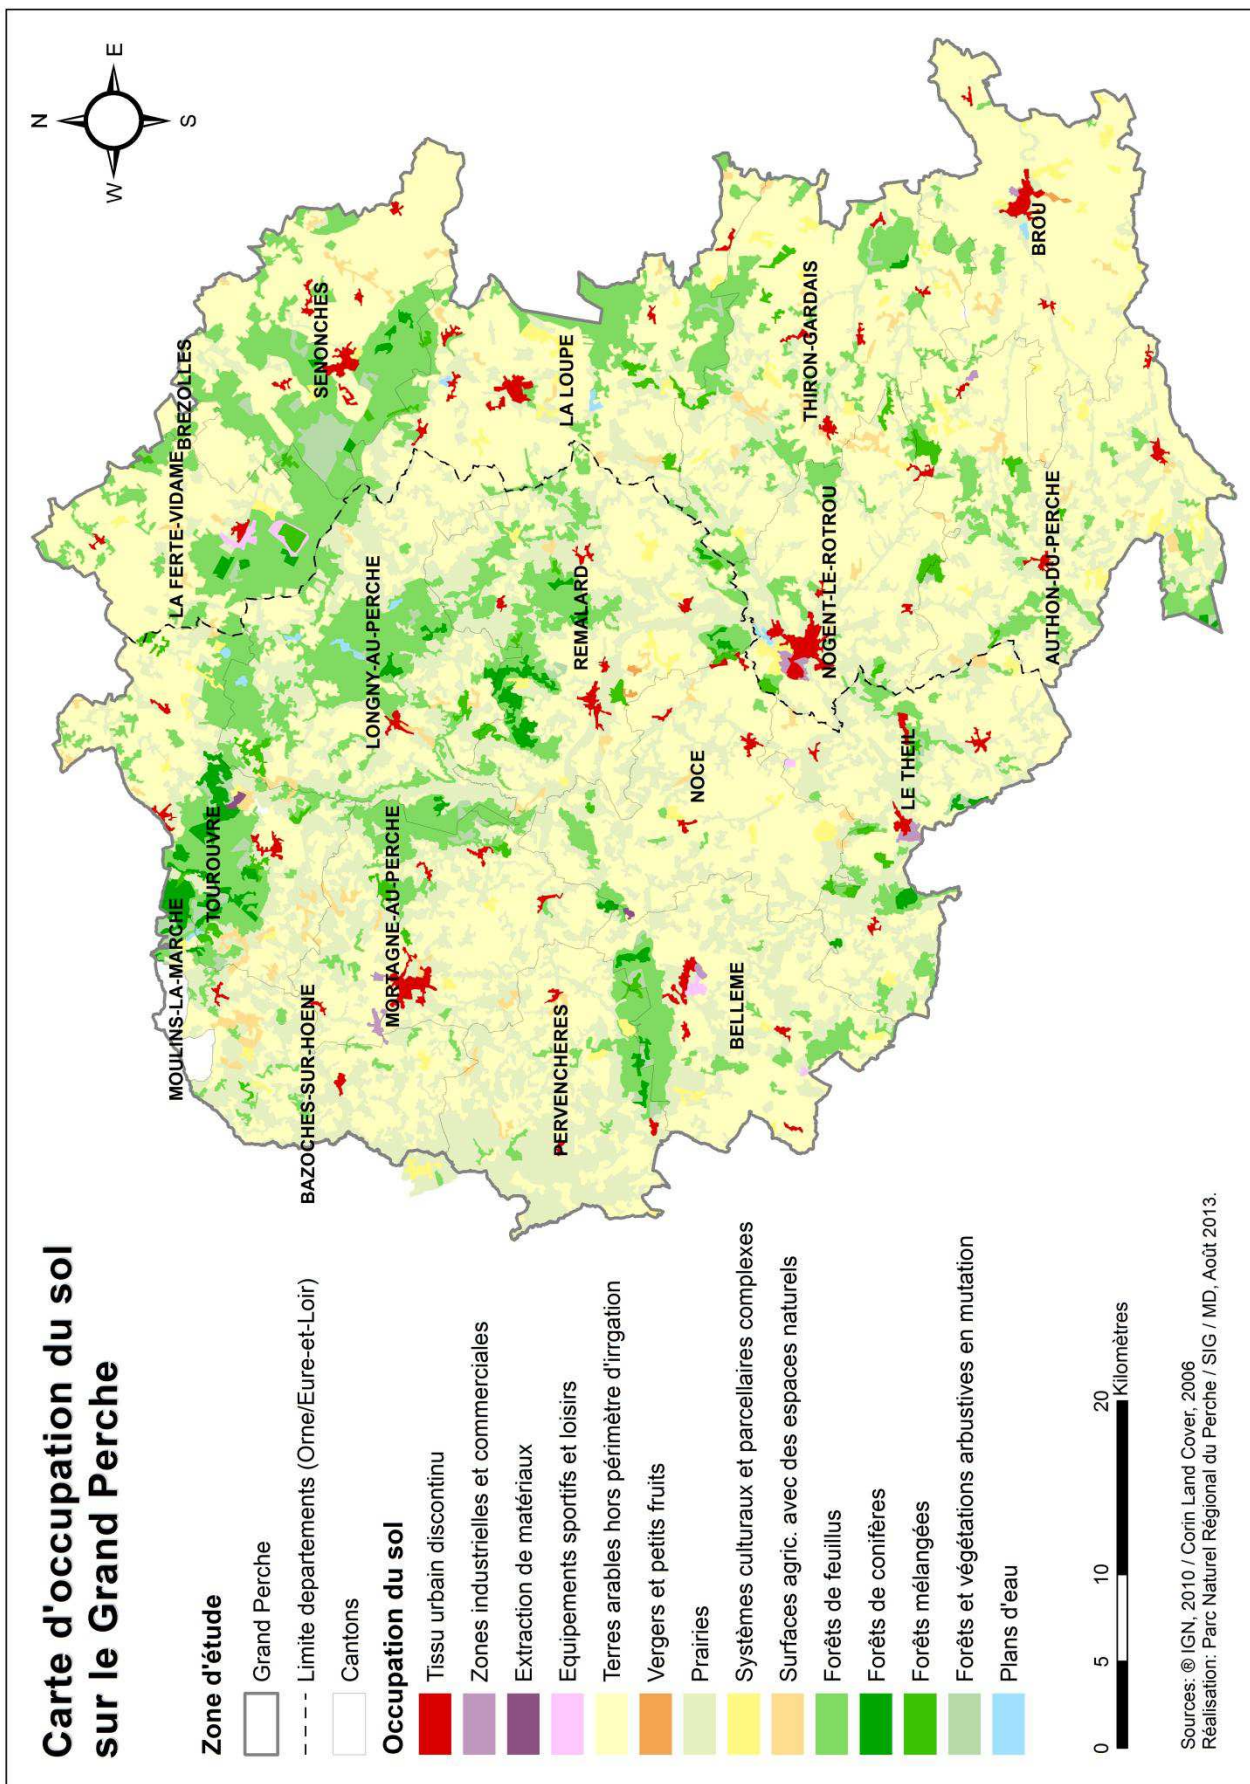 Carte d'occupation du sol
sur le Grand Perche
Zone d'étude
Grand Perche
Limite departements (Orne/Eure-et-Loir)
Cantons
Occupation du sol
Tissu urbain discontinu
Zones industrielles et commerciales
Extraction de matériaux
Equipements sportifs et loisirs
Terres arables hors périmètre d'irrgation
Vergers et petits fruits
Prairies
Systèmes culturaux et parcellaires complexes
Surfaces agric. avec des espaces naturels
Forêts de feuillus
Forêts de conifères
Forêts mélangées
Forêts et végétations arbustives en mutation
Plans d'eau
0 5 10 20
Kilomètres
Sources: ® IGN, 2010 / Corin Land Cover, 2006
Réalisation: Parc Naturel Régional du Perche / SIG / MD, Août 2013.
N
W
E
S
MOULINS-LA-MARCHE
TOUROUVRE
LA FERTE-VIDAME
BREZOLLES
BAZOCHES-SUR-HOENE
SENONCHES
MORTAGNE-AU-PERCHE
LONGNY-AU-PERCHE
PERVENCHERES
REMALARD
LA LOUPE
BELLEME
NOCE
NOGENT-LE-ROTROU
THIRON-GARDAIS
LE THEIL
AUTHON-DU-PERCHE
BROU